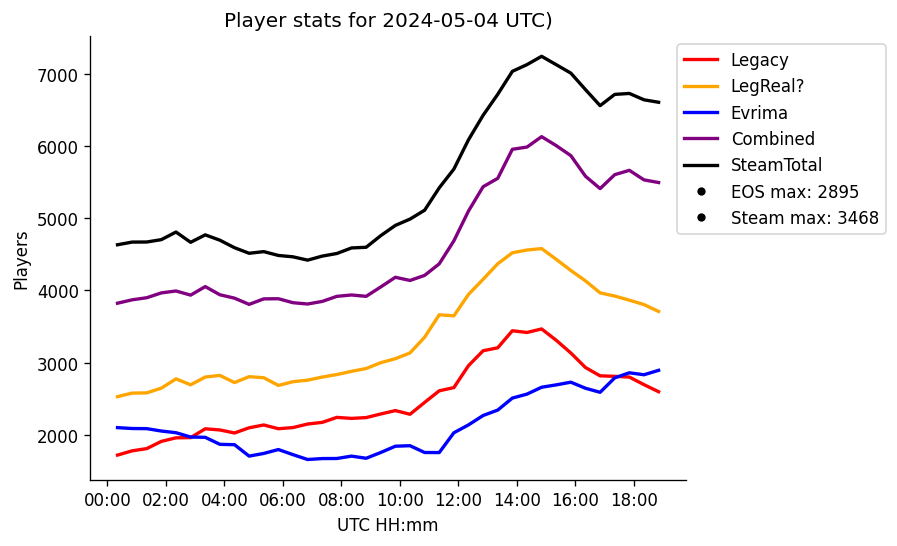 Player stats for 2024-05-04 UTC)
Legacy
LegReal?
Evrima
Combined
SteamTotal
EOS max: 2895
Steam max: 3468
7000
6000
5000
4000
3000
2000
Players
00:00 02:00 04:00 06:00 08:00 10:00 12:00 14:00 16:00 18:00
UTC HH:mm